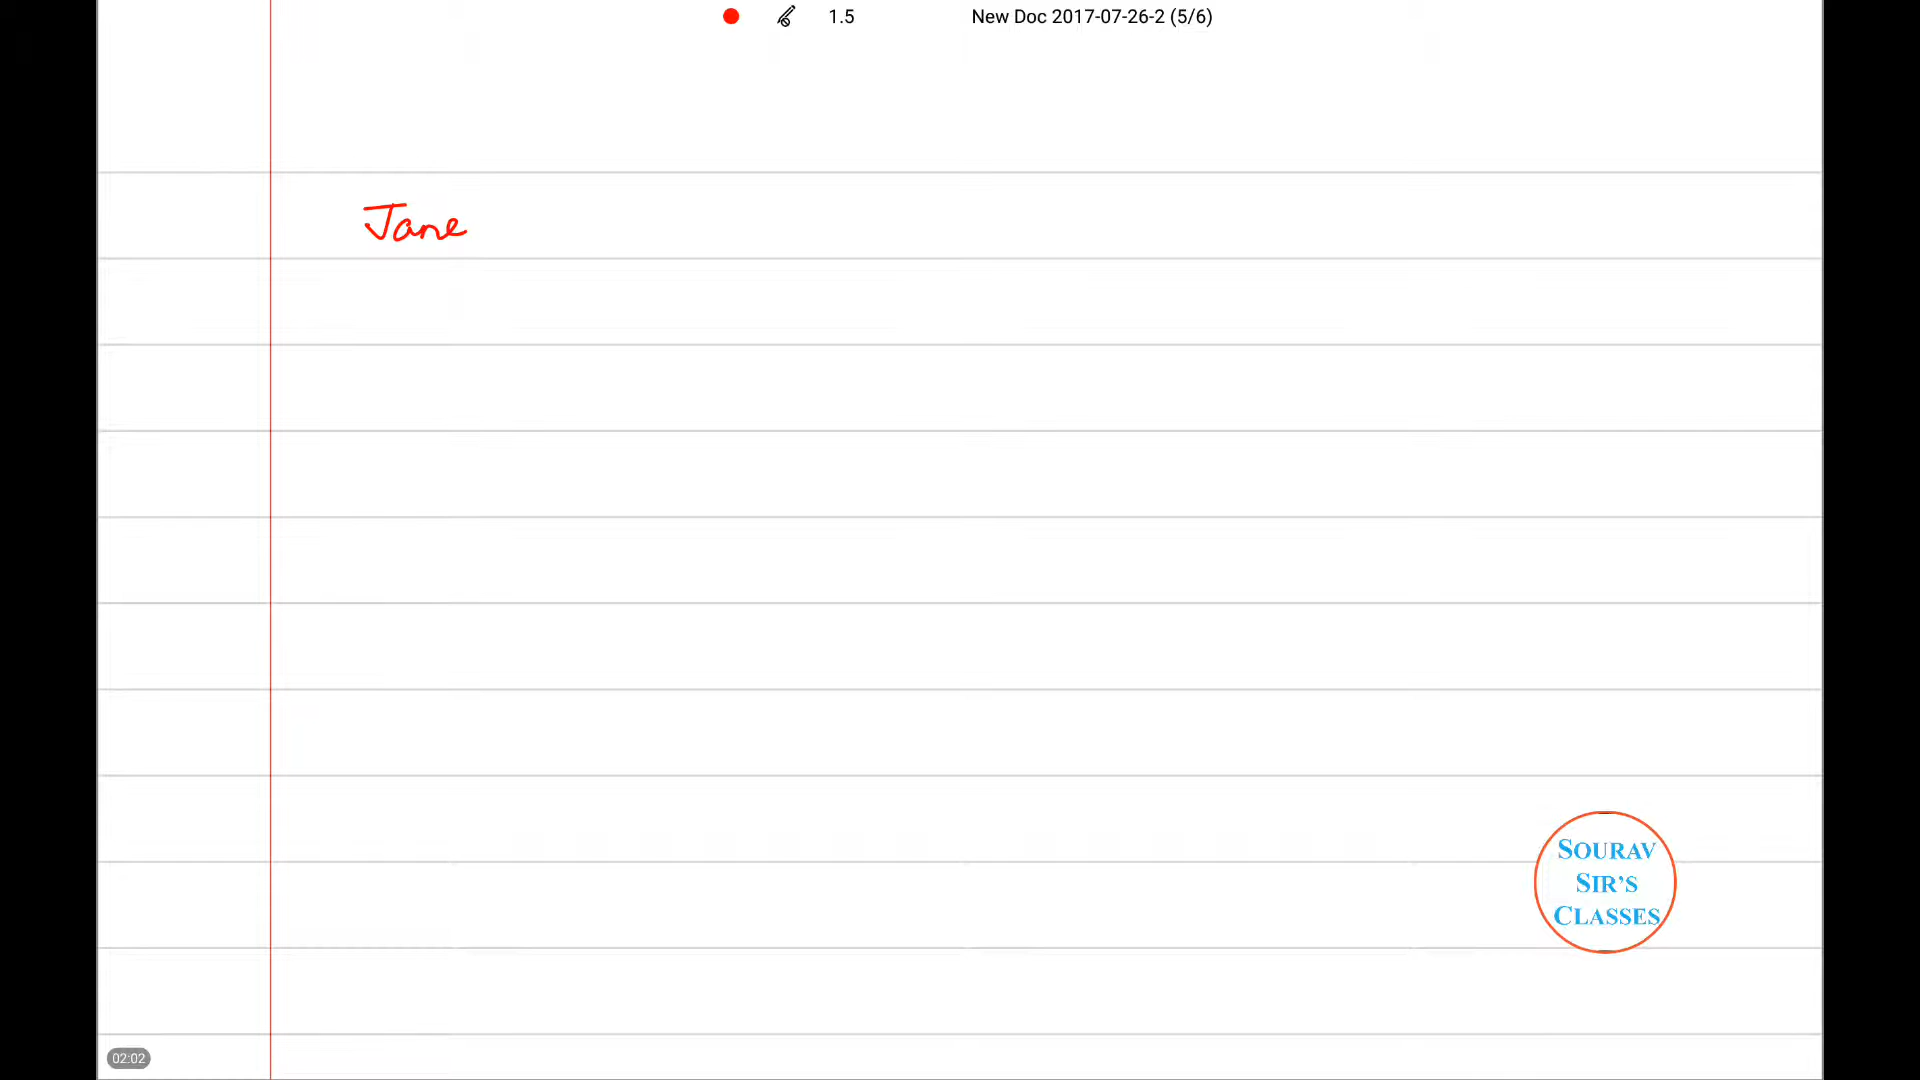 1.5 New Doc 2017-07-26-2 (5/6)
Jane
SOURAV
SIR'S
CLASSES
02:02